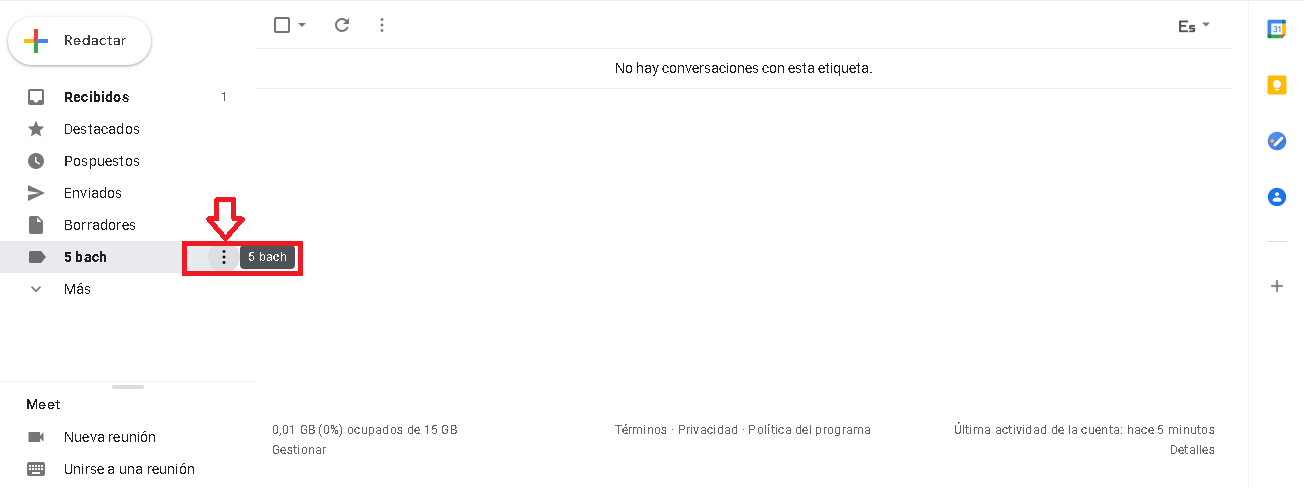 Redactar
Es
No hay conversaciones con esta etiqueta.
31
Recibidos 1
Destacados
Pospuestos
Enviados
Borradores
5 bach 5 bach
Más
Meet
Nueva reunión
Unirse a una reunión
0,01 GB (0%) ocupados de 15 GB
Gestionar
Términos · Privacidad · Política del programa
Última actividad de la cuenta: hace 5 minutos
Detalles